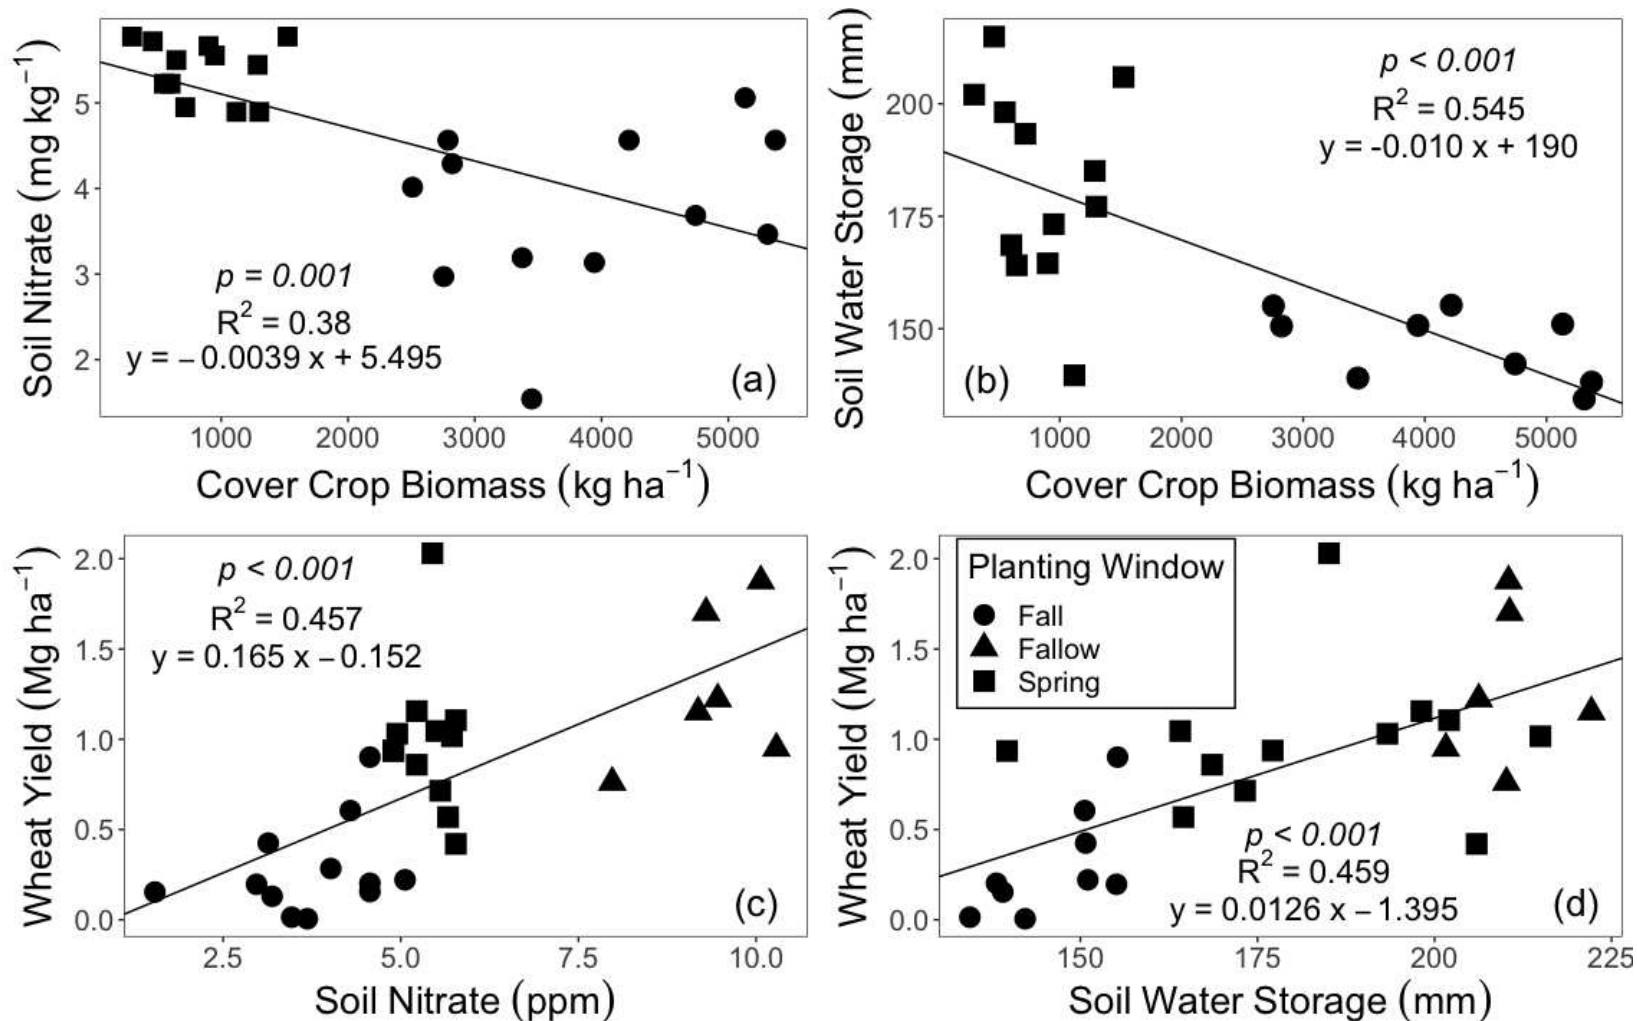 Soil Nitrate (mg kg⁻¹)
5
4
3
2
p = 0.001
R² = 0.38
y = – 0.0039 x + 5.495
(a)
1000 2000 3000 4000 5000
Cover Crop Biomass (kg ha⁻¹)
Soil Water Storage (mm)
200
175
150
p < 0.001
R² = 0.545
y = -0.010 x + 190
(b)
1000 2000 3000 4000 5000
Cover Crop Biomass (kg ha⁻¹)
Wheat Yield (Mg ha⁻¹)
2.0
1.5
1.0
0.5
0.0
p < 0.001
R² = 0.457
y = 0.165 x – 0.152
(c)
2.5 5.0 7.5 10.0
Soil Nitrate (ppm)
Wheat Yield (Mg ha⁻¹)
2.0
1.5
1.0
0.5
0.0
Planting Window
Fall
Fallow
Spring
p < 0.001
R² = 0.459
y = 0.0126 x – 1.395
(d)
150 175 200 225
Soil Water Storage (mm)